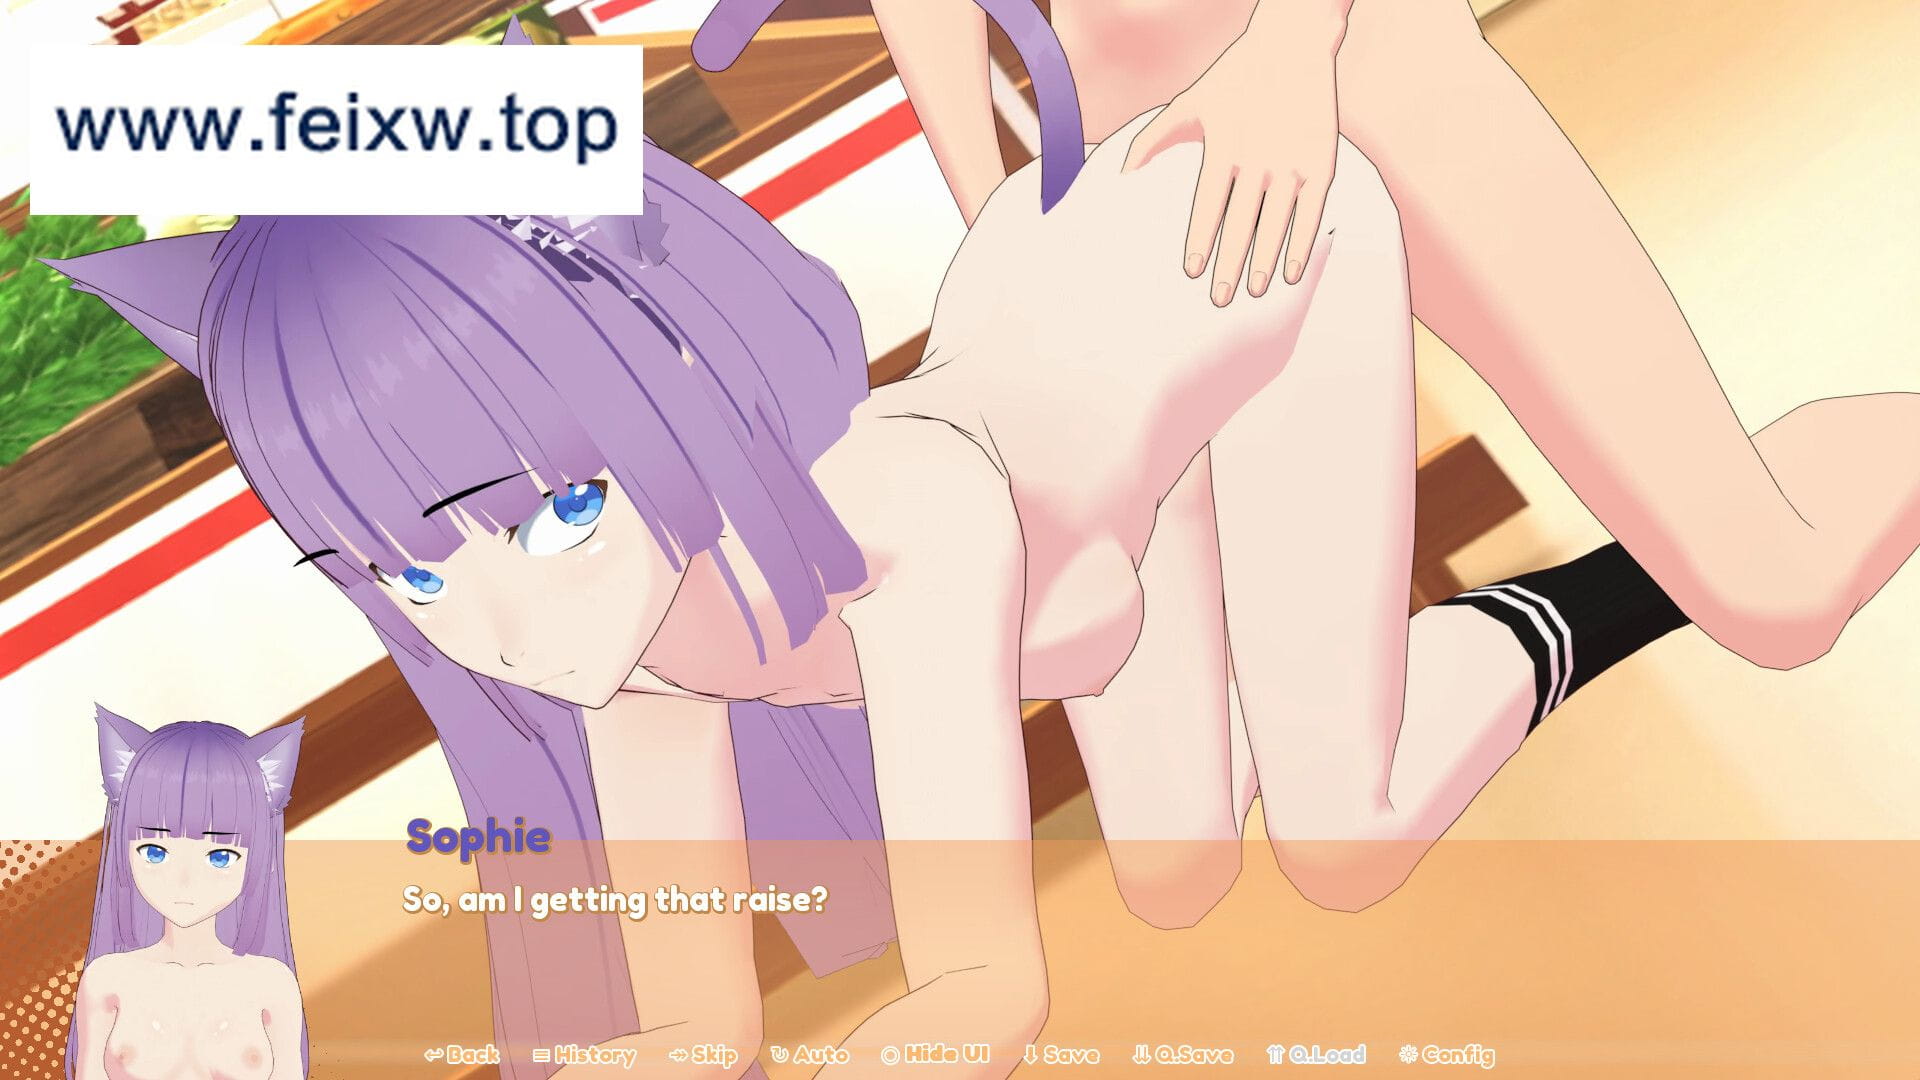 www.feixw.top
Sophie
So, am I getting that raise?
Back History Skip Auto Hide UI Save Q.Save Q.Load Config